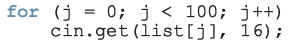 for (j = 0; j < 100; j++)
    cin.get(list[j], 16);